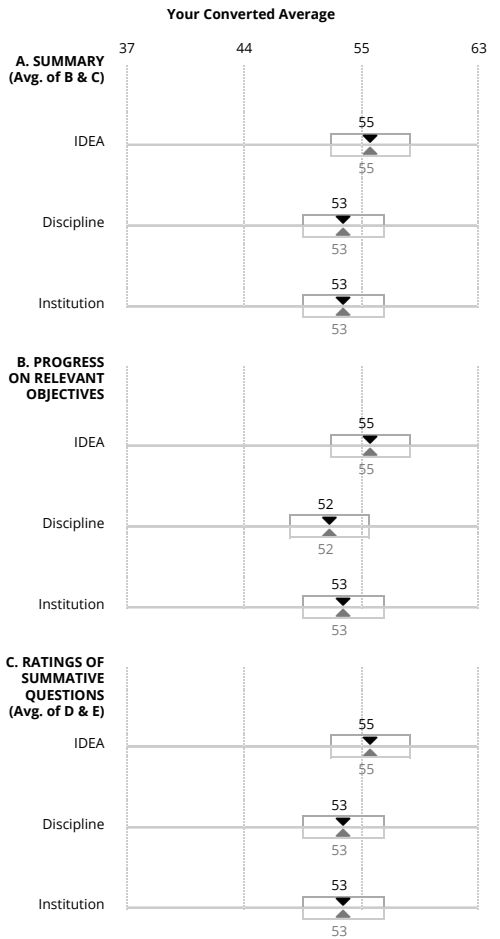 Your Converted Average
37 44 55 63
A. SUMMARY
(Avg. of B & C)
55
IDEA
55
53
Discipline
53
53
Institution
53
B. PROGRESS
ON RELEVANT
OBJECTIVES
55
IDEA
55
52
Discipline
52
53
Institution
53
C. RATINGS OF
SUMMATIVE
QUESTIONS
(Avg. of D & E)
55
IDEA
55
53
Discipline
53
53
Institution
53